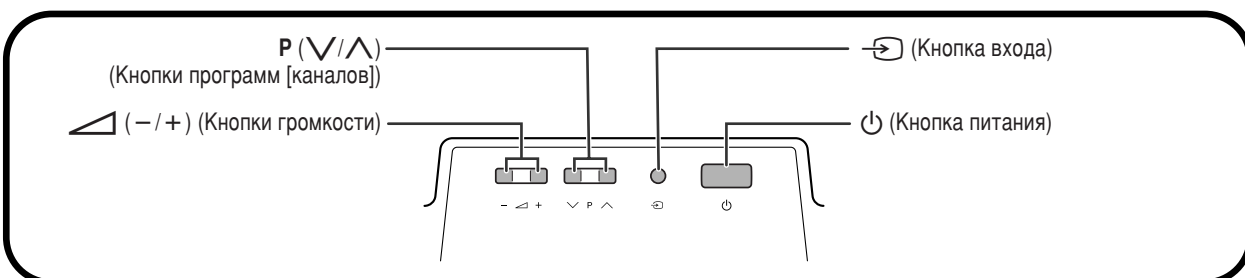 P (∨/∧)
(Кнопки программ [каналов])
(−/+) (Кнопки громкости)
(Кнопка входа)
(Кнопка питания)
− +
∨ P ∧